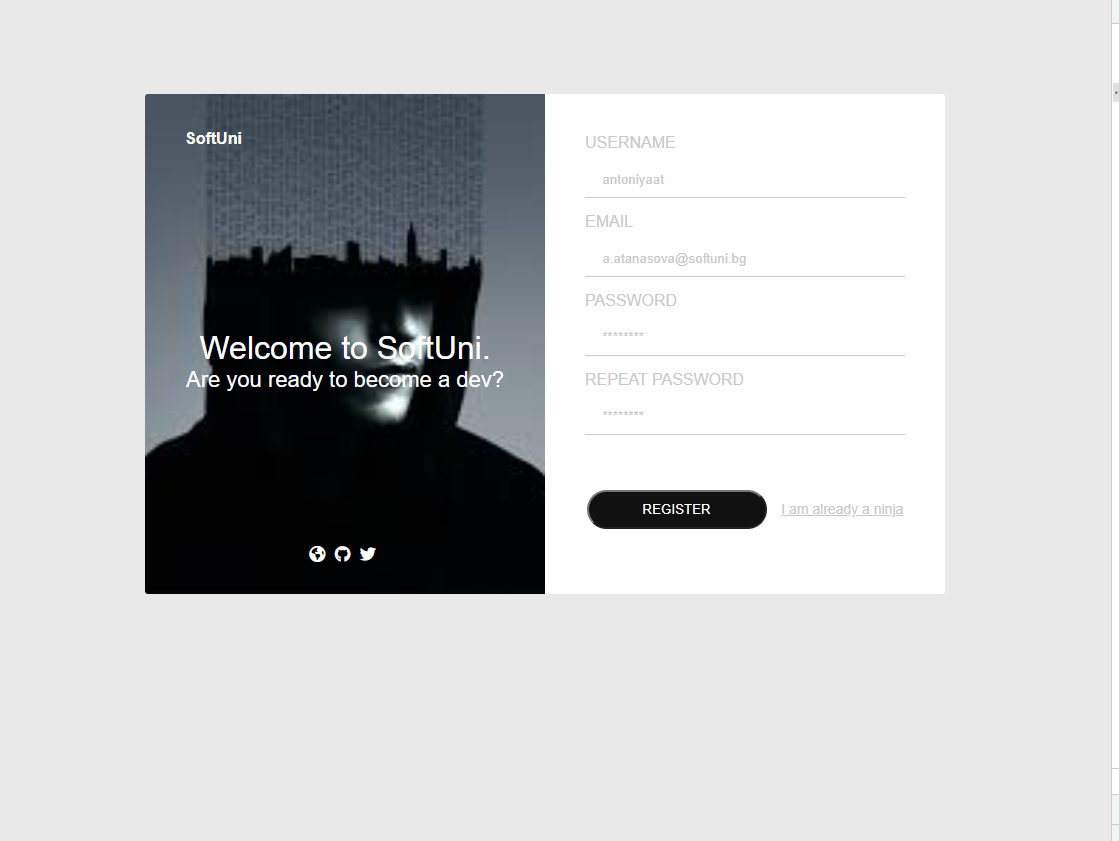 SoftUni
Welcome to SoftUni.
Are you ready to become a dev?
USERNAME
antoniyaat
EMAIL
a.atanasova@softuni.bg
PASSWORD
********
REPEAT PASSWORD
********
REGISTER
I am already a ninja